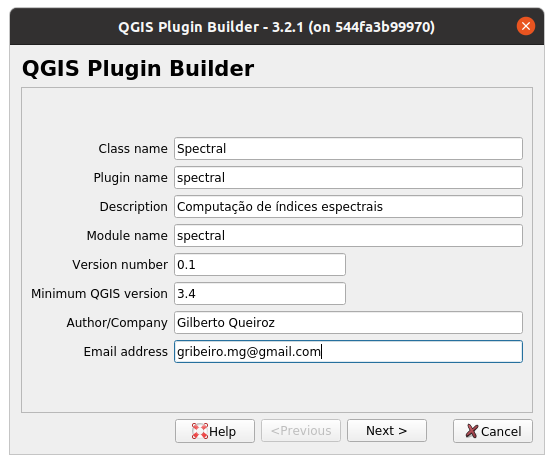 QGIS Plugin Builder - 3.2.1 (on 544fa3b99970)
QGIS Plugin Builder
Class name Spectral
Plugin name spectral
Description Computação de índices espectrais
Module name spectral
Version number 0.1
Minimum QGIS version 3.4
Author/Company Gilberto Queiroz
Email address gribeiro.mg@gmail.com
Help <Previous Next > Cancel